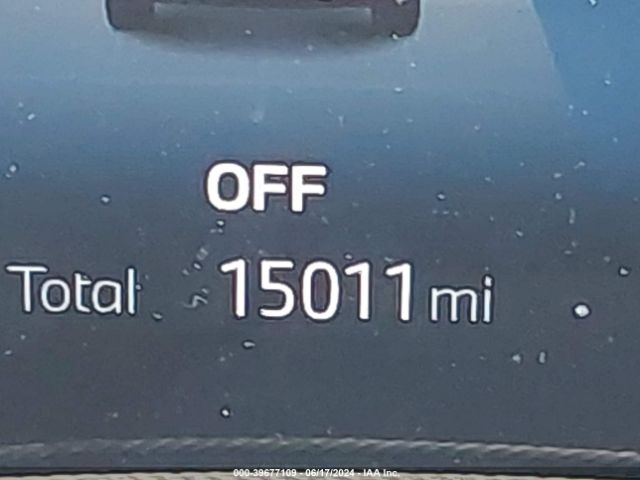 OFF
Total 15011 mi
000-39677109 - 06/17/2024 - IAA Inc.